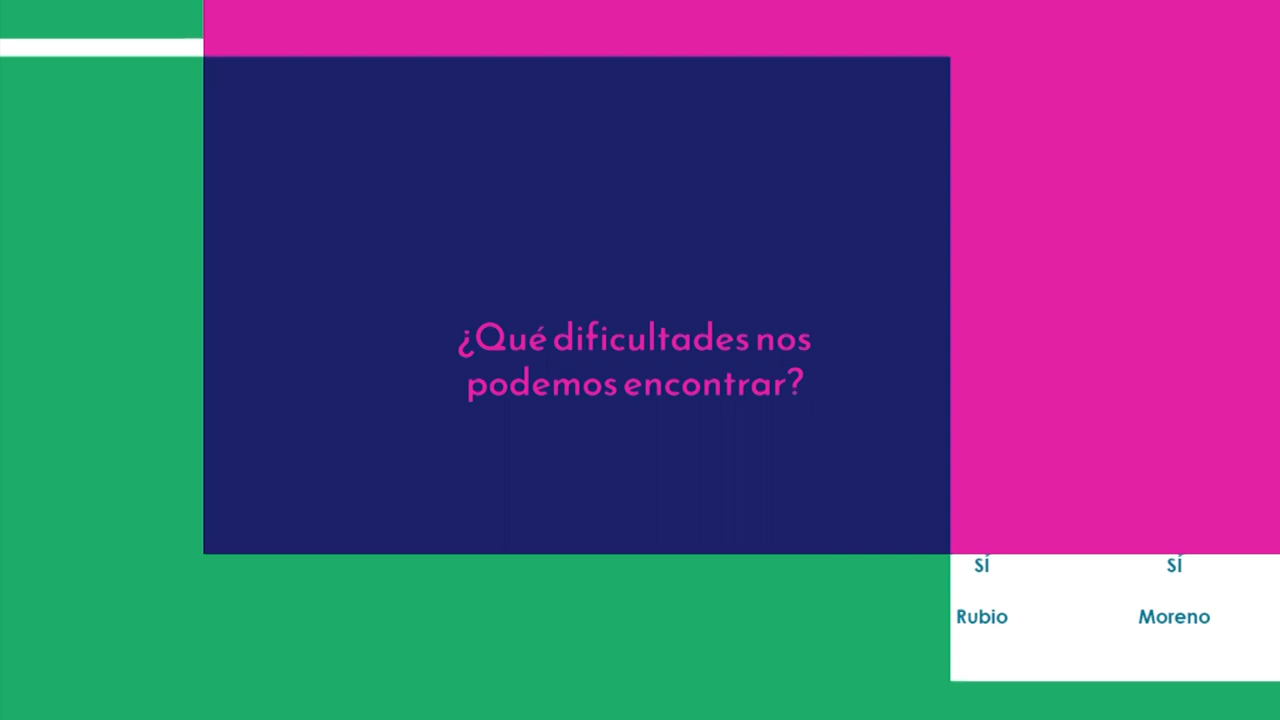 ¿Qué dificultades nos
podemos encontrar?
SÍ SÍ
Rubio Moreno